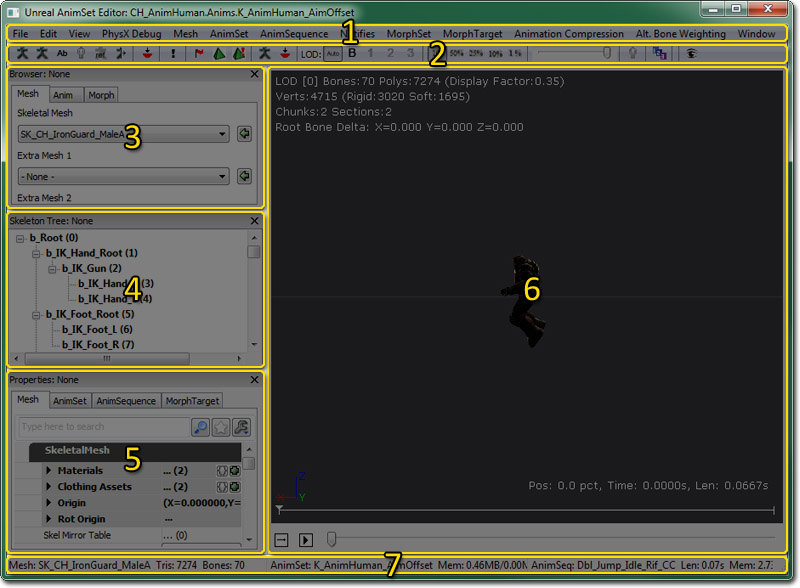 Unreal AnimSet Editor: CH_AnimHuman.Anims.K_AnimHuman_AimOffset
File Edit View PhysX Debug Mesh AnimSet AnimSequence Notifies MorphSet MorphTarget Animation Compression Alt. Bone Weighting Window
1
Ab LOD: Auto B 1 2 3 50% 25% 10% 1%
2
Browser: None
Mesh Anim Morph
Skeletal Mesh
SK_CH_IronGuard_MaleA
3
Extra Mesh 1
- None -
Extra Mesh 2
Skeleton Tree: None
b_Root (0)
b_IK_Hand_Root (1)
b_IK_Gun (2)
b_IK_Hand (3)
b_IK_Hand (4)
4
b_IK_Foot_Root (5)
b_IK_Foot_L (6)
b_IK_Foot_R (7)
Properties: None
Mesh AnimSet AnimSequence MorphTarget
Type here to search
SkeletalMesh
5
Materials ... (2)
Clothing Assets ... (2)
Origin (X=0.000000,Y=
Rot Origin ...
Skel Mirror Table ... (0)
LOD [0] Bones:70 Polys:7274 (Display Factor:0.35)
Verts:4715 (Rigid:3020 Soft:1695)
Chunks:2 Sections:2
Root Bone Delta: X=0.000 Y=0.000 Z=0.000
6
Z
Y
Pos: 0.0 pct, Time: 0.0000s, Len: 0.0667s
Mesh: SK_CH_IronGuard_MaleA Tris: 7274 Bones: 70 AnimSet: K_AnimHuman_AimOffset Mem: 0.46MB/0.00M AnimSeq: Dbl_Jump_Idle_Rif_CC Len: 0.07s Mem: 2.7
7